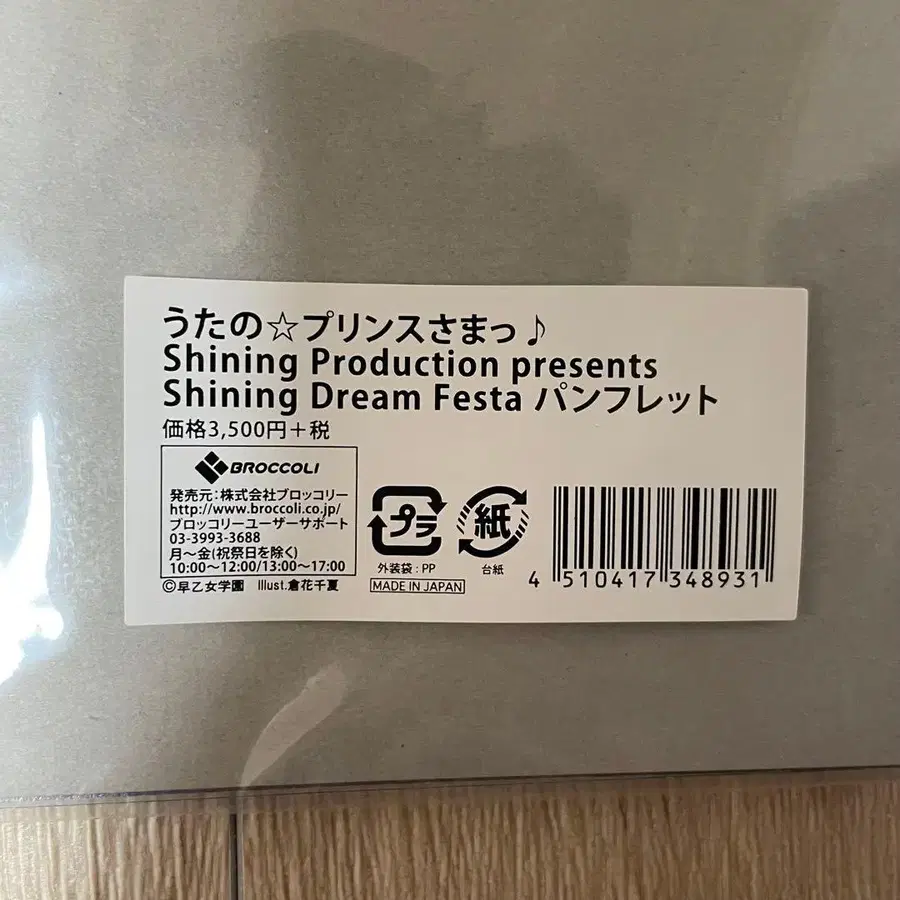 うたの☆プリンスさまっ♪
Shining Production presents
Shining Dream Festa パンフレット
価格3,500円＋税
BROCCOLI
発売元：株式会社ブロッコリー
http://www.broccoli.co.jp/
ブロッコリーユーザーサポート
03-3993-3688
月〜金(祝祭日を除く)
10:00〜12:00/13:00〜17:00
©早乙女学園 Illust.倉花千夏
プラ
外装袋：PP
紙
台紙
MADE IN JAPAN
4 510417 348931